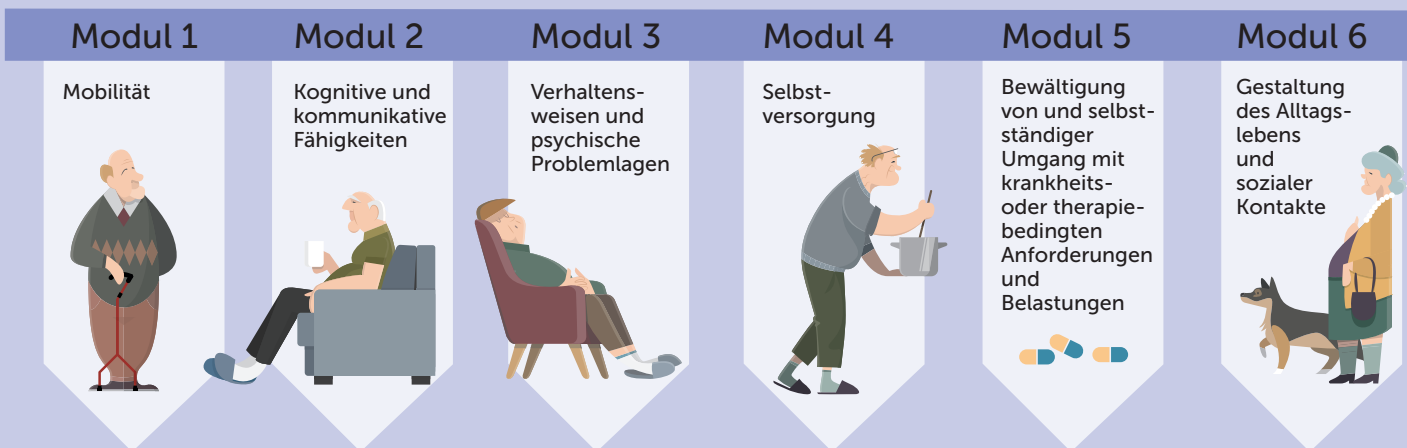 Modul 1
Mobilität
Modul 2
Kognitive und
kommunikative
Fähigkeiten
Modul 3
Verhaltens-
weisen und
psychische
Problemlagen
Modul 4
Selbst-
versorgung
Modul 5
Bewältigung
von und selbst-
ständiger
Umgang mit
krankheits-
oder therapie-
bedingten
Anforderungen
und
Belastungen
Modul 6
Gestaltung
des Alltags-
lebens
und
sozialer
Kontakte